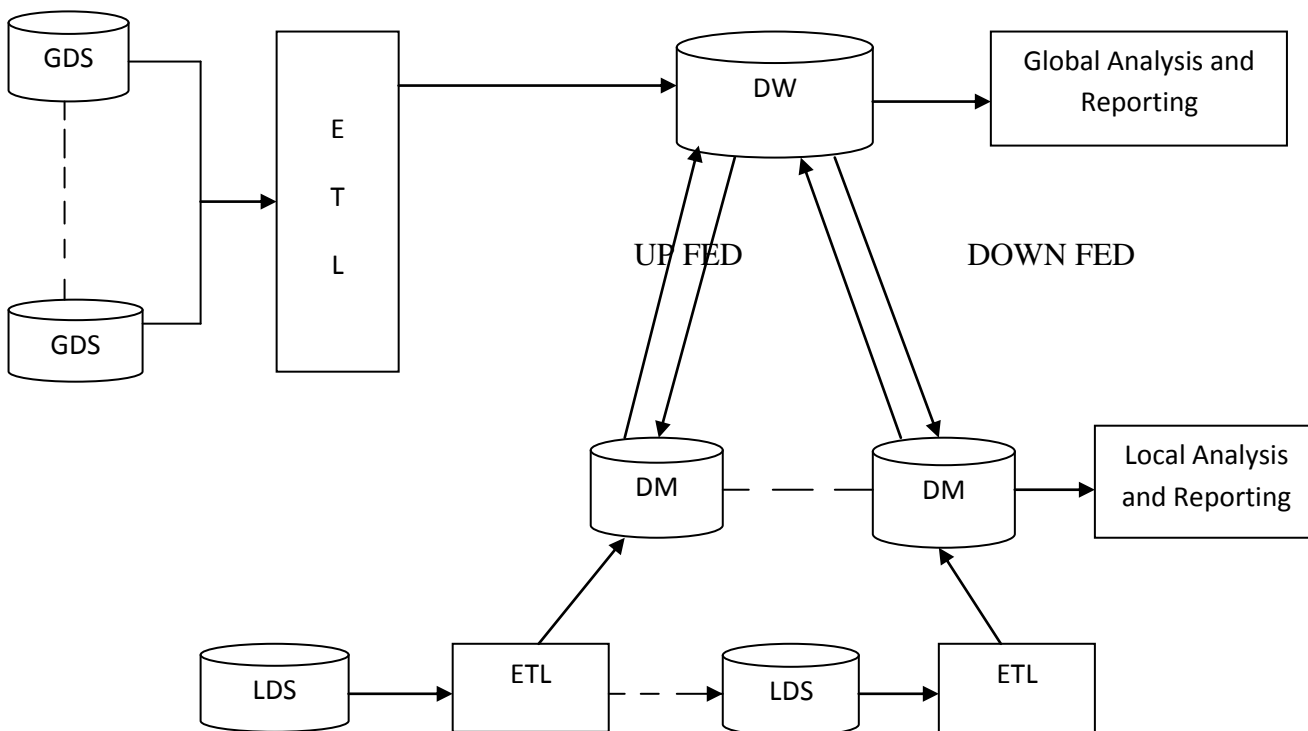 GDS
E
T
L
GDS
DW
Global Analysis and
Reporting
UP FED
DOWN FED
DM
DM
Local Analysis
and Reporting
LDS
ETL
LDS
ETL